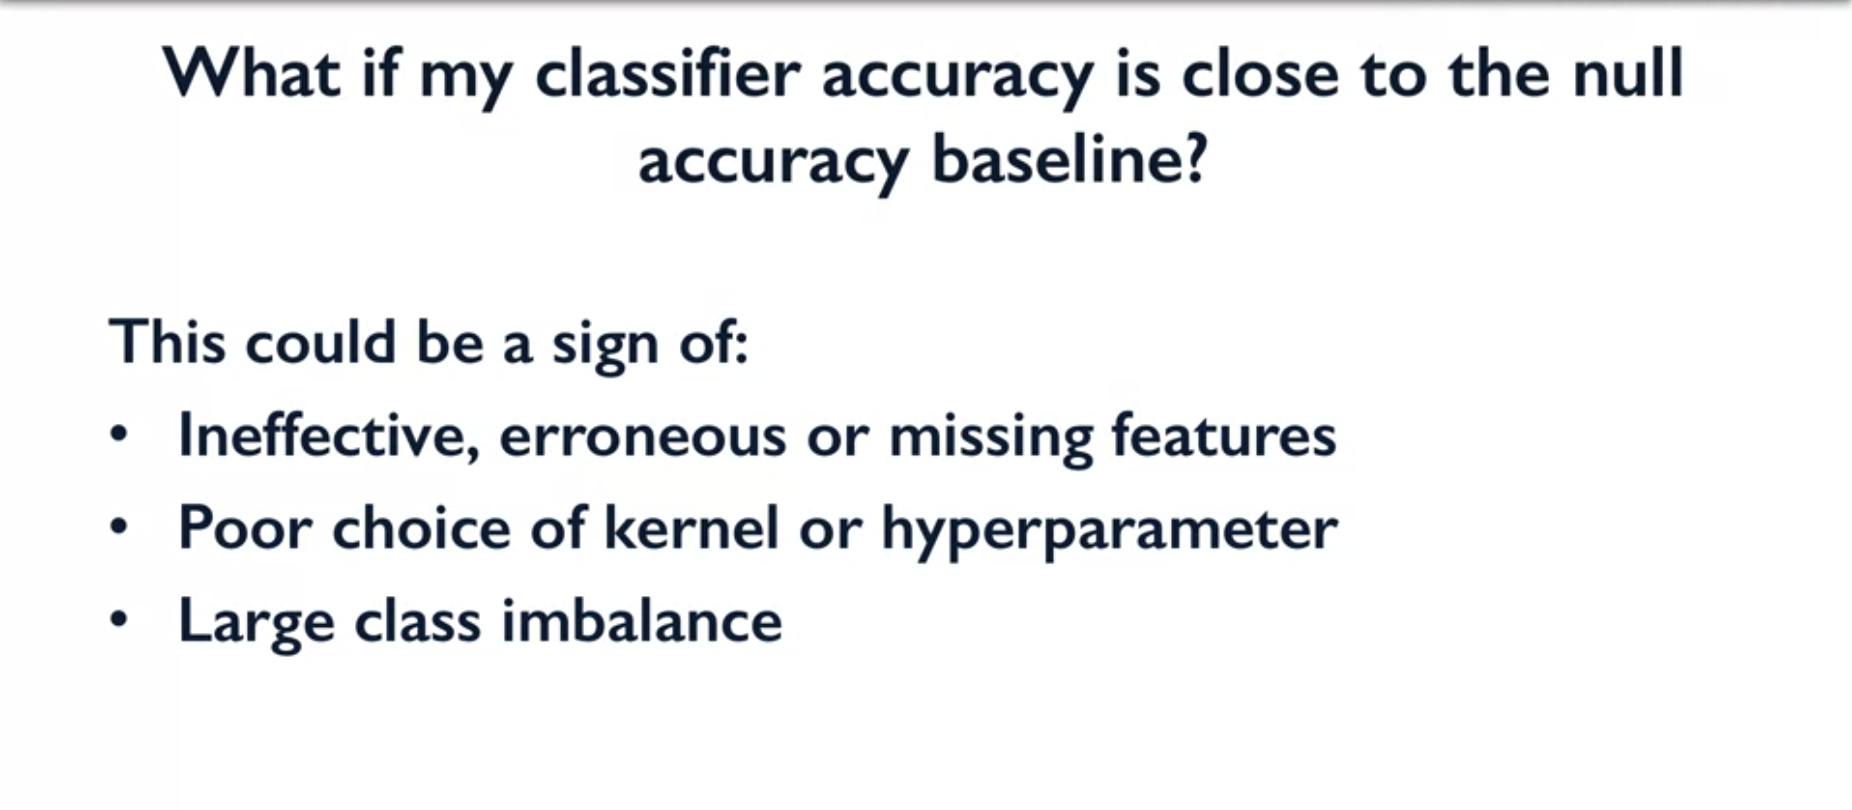 What if my classifier accuracy is close to the null
accuracy baseline?
This could be a sign of:
• Ineffective, erroneous or missing features
• Poor choice of kernel or hyperparameter
• Large class imbalance